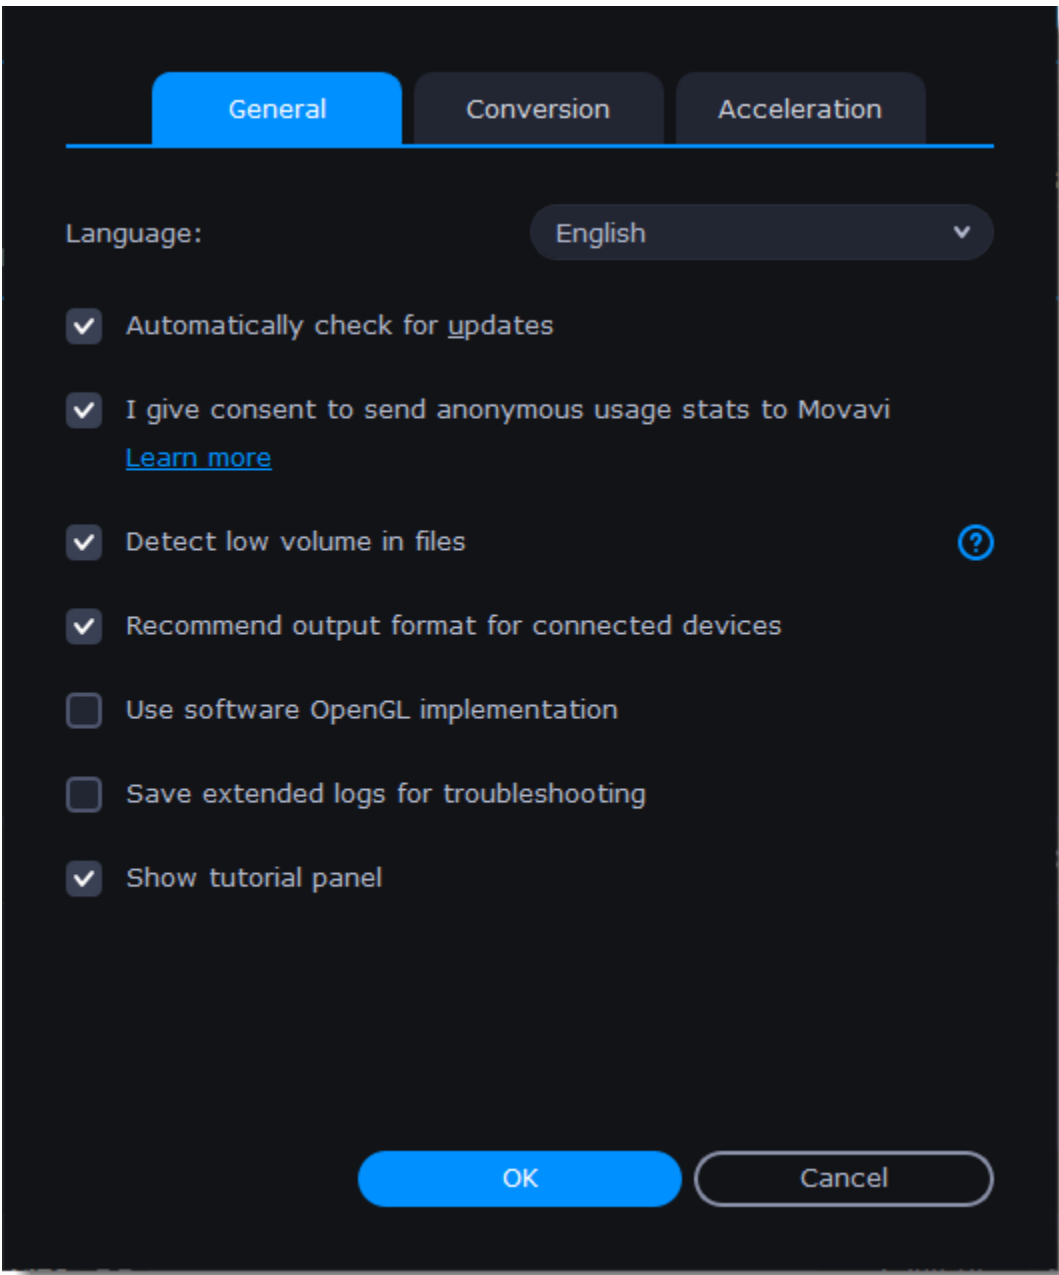 General Conversion Acceleration
Language: English
Automatically check for updates
I give consent to send anonymous usage stats to Movavi
Learn more
Detect low volume in files
Recommend output format for connected devices
Use software OpenGL implementation
Save extended logs for troubleshooting
Show tutorial panel
OK Cancel